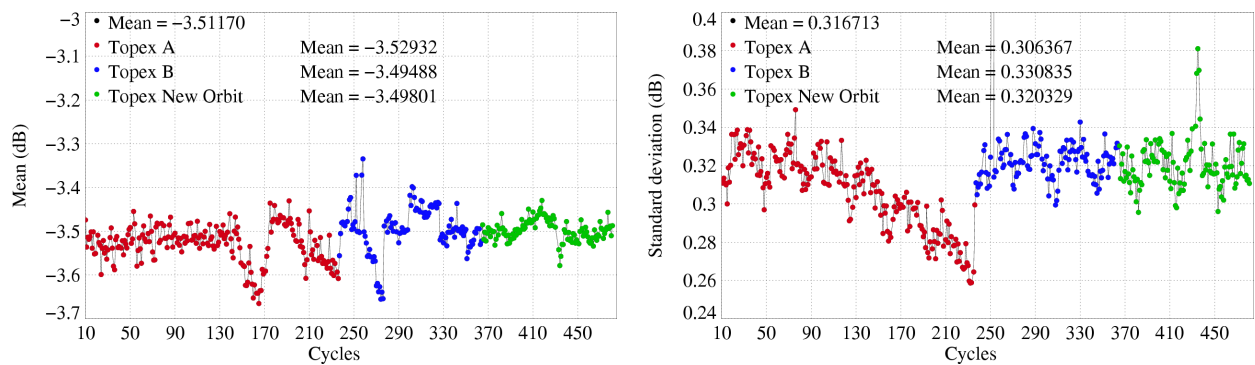 −3
Mean = −3.51170
Topex A Mean = −3.52932
−3.1
Topex B Mean = −3.49488
Topex New Orbit Mean = −3.49801
−3.2
−3.3
−3.4
−3.5
−3.6
−3.7
Mean (dB)
10 50 90 130 170 210 250 290 330 370 410 450
Cycles
0.4
Mean = 0.316713
0.38
Topex A Mean = 0.306367
Topex B Mean = 0.330835
0.36
Topex New Orbit Mean = 0.320329
0.34
0.32
0.3
0.28
0.26
0.24
Standard deviation (dB)
10 50 90 130 170 210 250 290 330 370 410 450
Cycles